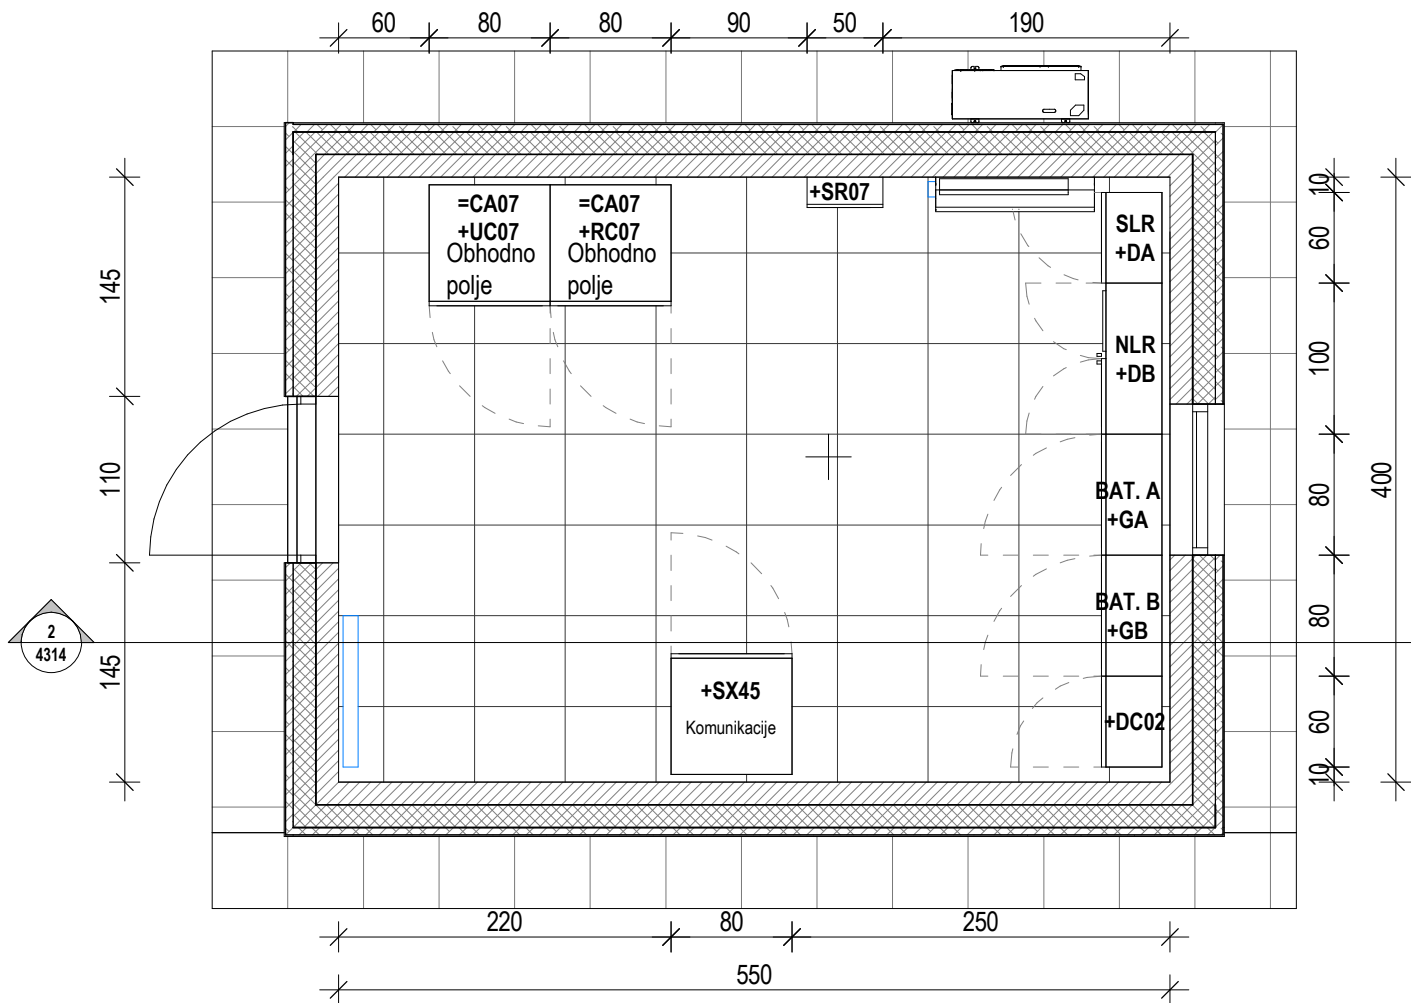 60 80 80 90 50 190
=CA07
+UC07
Obhodno
polje
=CA07
+RC07
Obhodno
polje
+SR07
SLR
+DA
NLR
+DB
BAT. A
+GA
BAT. B
+GB
+DC02
+SX45
Komunikacije
145
110
145
2
4314
10
60
100
80
80
60
10
400
220 80 250
550